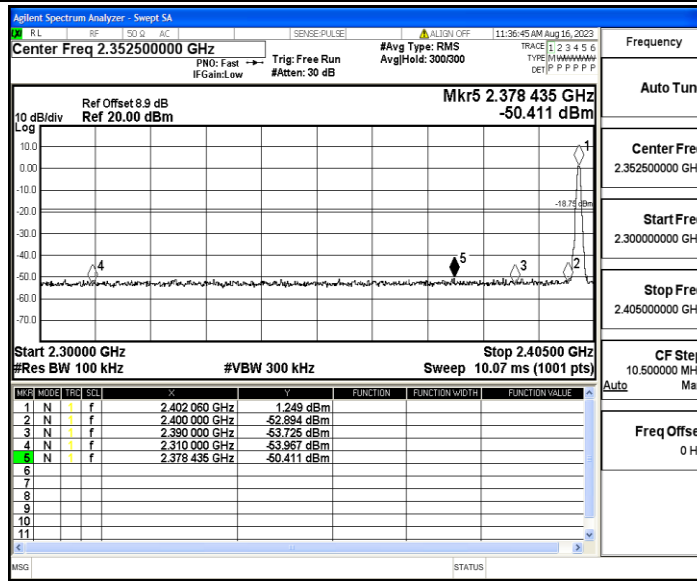 Agilent Spectrum Analyzer - Swept SA
RL RF 50 Ω AC SENSE:PULSE ALIGN OFF 11:36:45 AM Aug 16, 2023
Center Freq 2.352500000 GHz
PNO: Fast
IFGain:Low
Trig: Free Run
#Atten: 30 dB
#Avg Type: RMS
Avg|Hold: 300/300
TRACE 1 2 3 4 5 6
TYPE MWWWWW
DET P P P P P P
Mkr5 2.378 435 GHz
-50.411 dBm
Ref Offset 8.9 dB
10 dB/div Ref 20.00 dBm
Log
10.0
0.00
-10.0
-20.0
-30.0
-40.0
-50.0
-60.0
-70.0
1
-18.75 dBm
4
5
3
2
Start 2.30000 GHz Stop 2.40500 GHz
#Res BW 100 kHz #VBW 300 kHz Sweep 10.07 ms (1001 pts)
MKR MODE TRC SCL X Y FUNCTION FUNCTION WIDTH FUNCTION VALUE
1 N 1 f 2.402 060 GHz 1.249 dBm
2 N 1 f 2.400 000 GHz -52.894 dBm
3 N 1 f 2.390 000 GHz -53.725 dBm
4 N 1 f 2.310 000 GHz -53.967 dBm
5 N 1 f 2.378 435 GHz -50.411 dBm
6
7
8
9
10
11
MSG STATUS
Frequency
Auto Tun
Center Fre
2.352500000 GH
Start Fre
2.300000000 GH
Stop Fre
2.405000000 GH
CF Ste
10.500000 MH
Auto Ma
Freq Offse
0 H